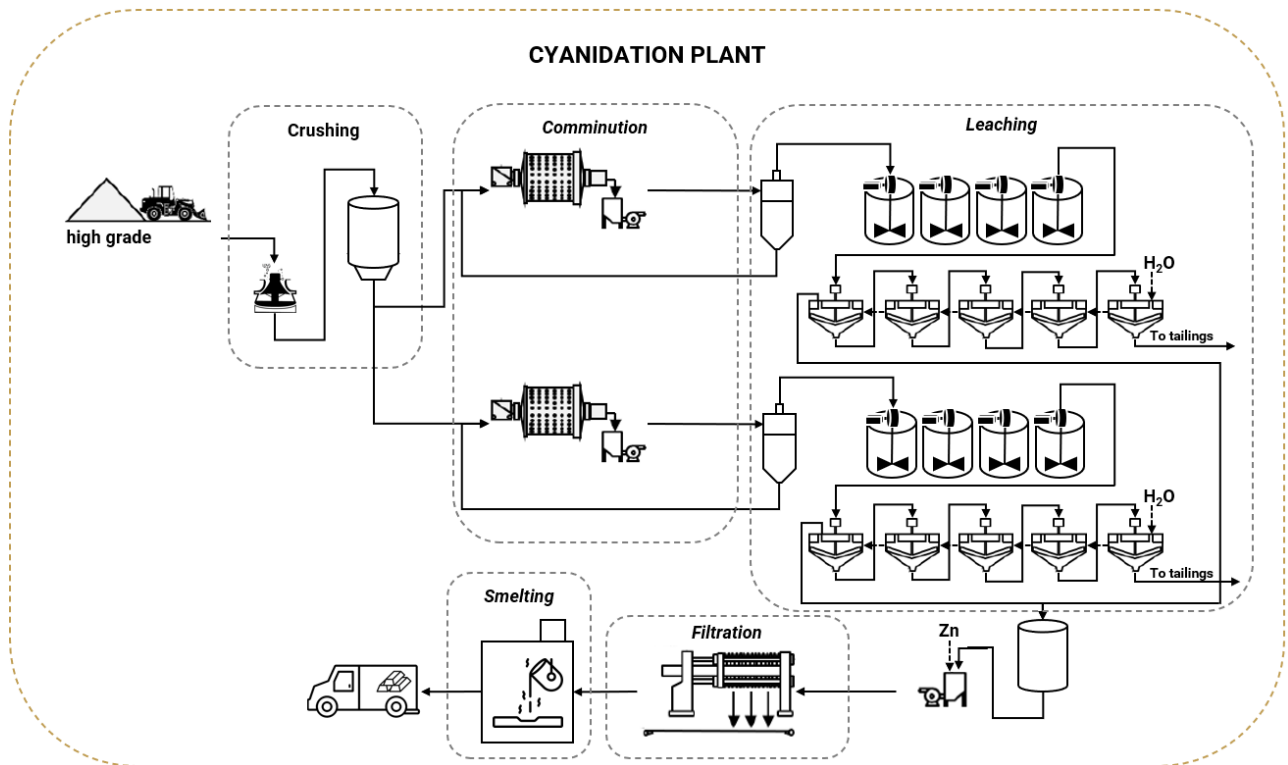 CYANIDATION PLANT
Crushing
Comminution
Leaching
high grade
H₂O
To tailings
H₂O
To tailings
Smelting
Filtration
Zn